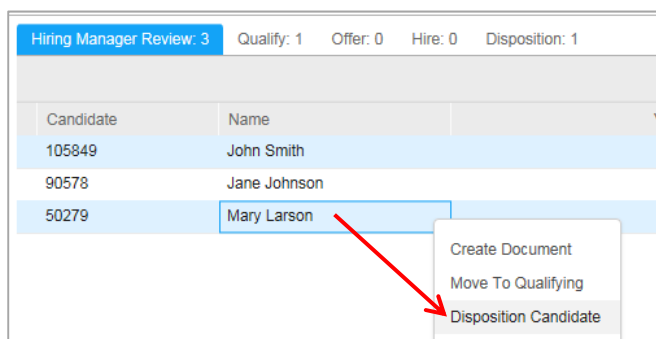 Hiring Manager Review: 3 Qualify: 1 Offer: 0 Hire: 0 Disposition: 1
Candidate Name
105849 John Smith
90578 Jane Johnson
50279 Mary Larson
Create Document
Move To Qualifying
Disposition Candidate